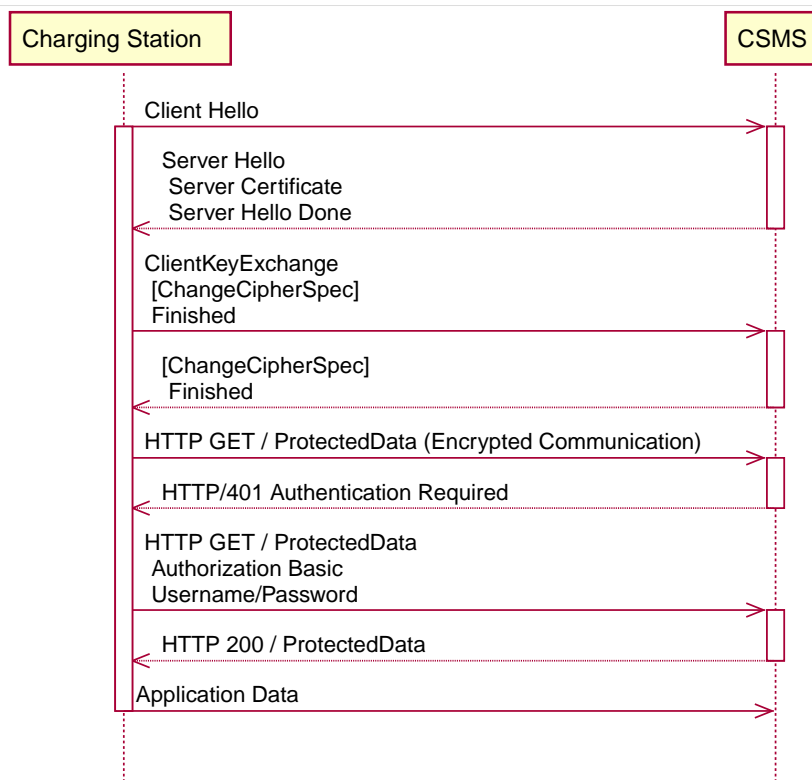 Charging Station
CSMS
Client Hello
Server Hello
Server Certificate
Server Hello Done
ClientKeyExchange
[ChangeCipherSpec]
Finished
[ChangeCipherSpec]
Finished
HTTP GET / ProtectedData (Encrypted Communication)
HTTP/401 Authentication Required
HTTP GET / ProtectedData
Authorization Basic
Username/Password
HTTP 200 / ProtectedData
Application Data